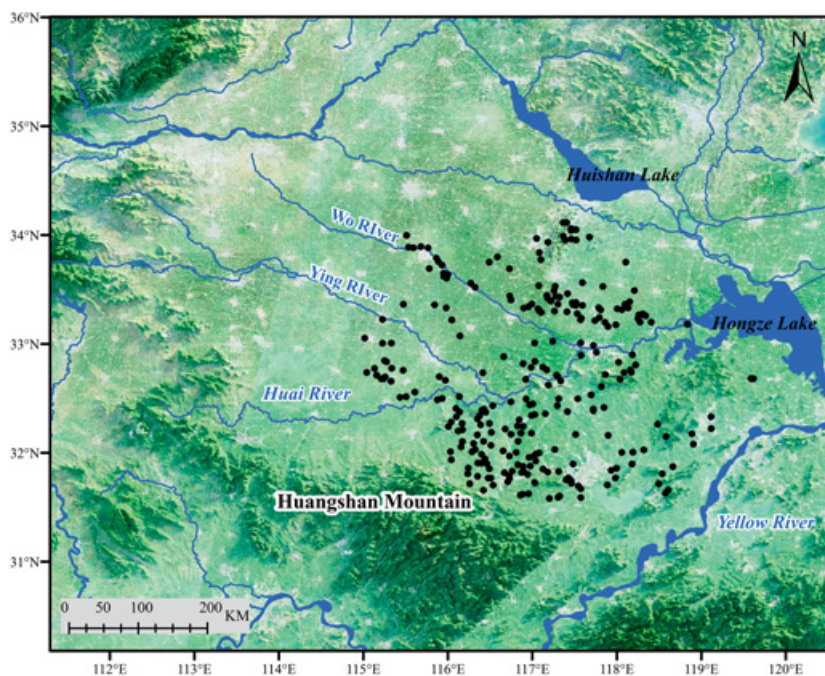 36°N
N
35°N
Huishan Lake
34°N
Wo RIver
Ying RIver
33°N
Hongze Lake
Huai River
32°N
Huangshan Mountain
Yellow River
31°N
0 50 100 200
KM
112°E 113°E 114°E 115°E 116°E 117°E 118°E 119°E 120°E